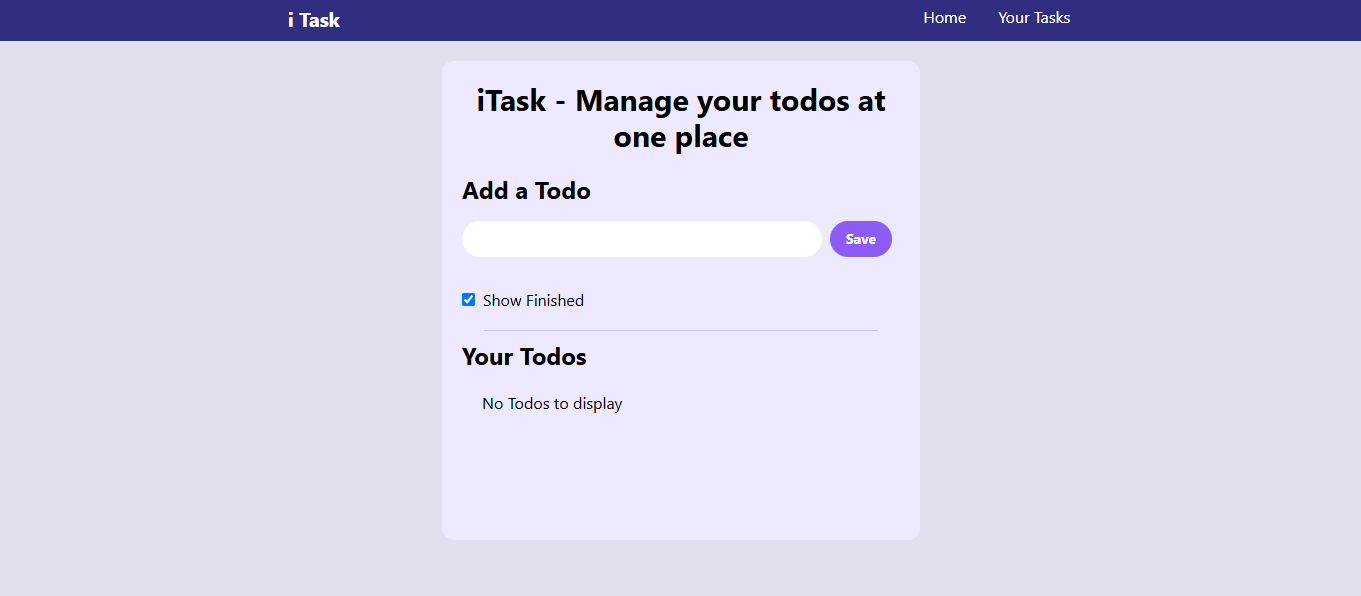 i Task
Home
Your Tasks
iTask - Manage your todos at
one place
Add a Todo
Save
Show Finished
Your Todos
No Todos to display